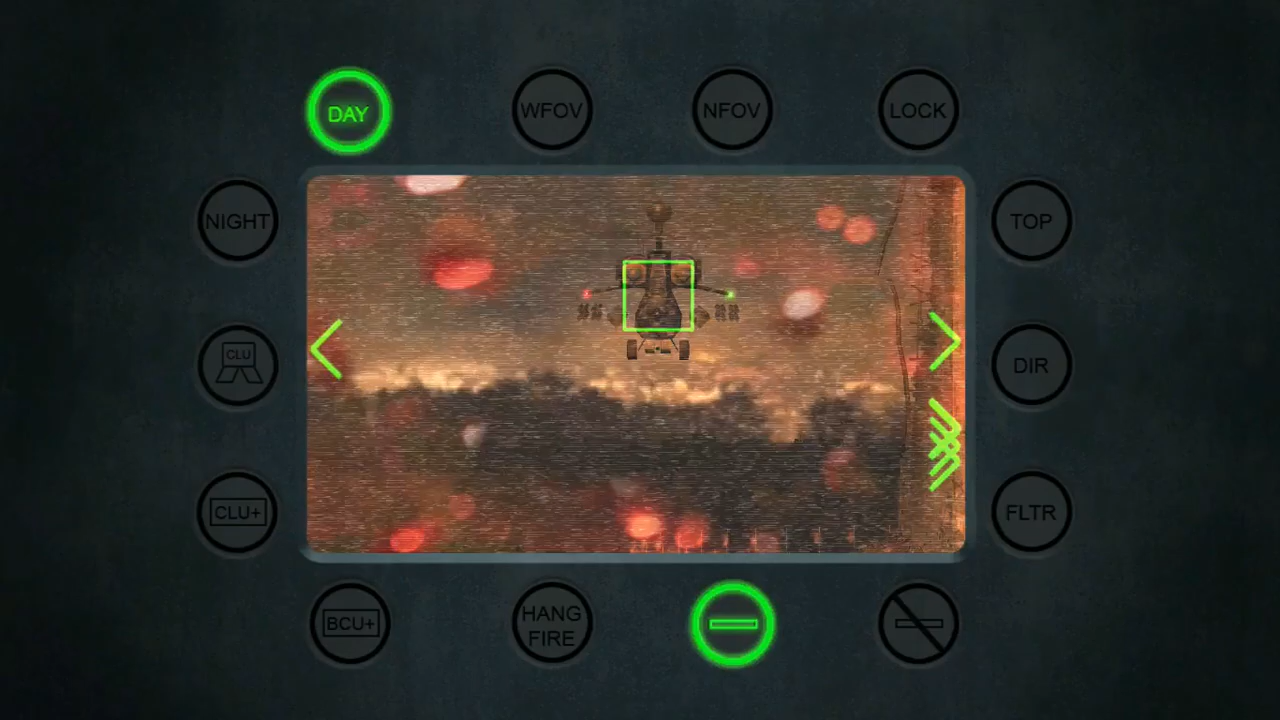 DAY
WFOV
NFOV
LOCK
NIGHT
TOP
CLU
DIR
CLU+
FLTR
BCU+
HANG
FIRE